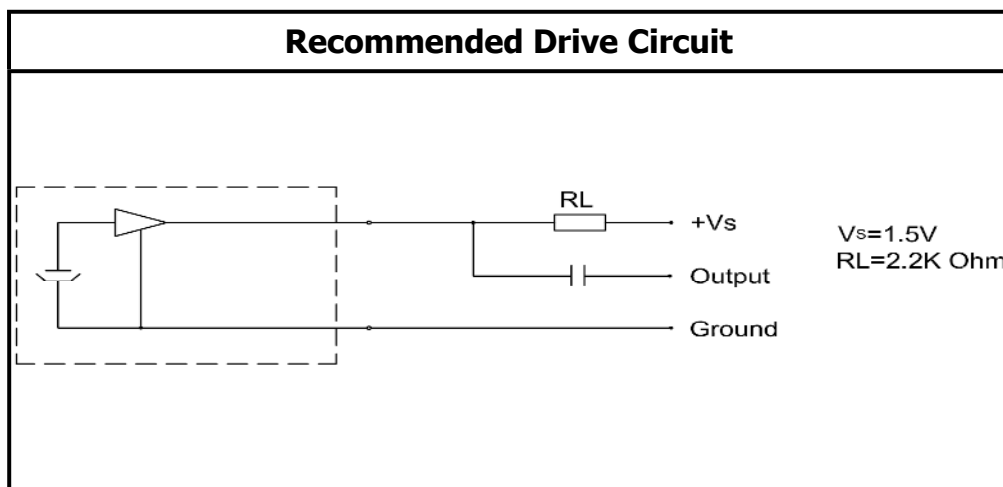 Recommended Drive Circuit
RL
+Vs
Output
Ground
Vs=1.5V
RL=2.2K Ohm